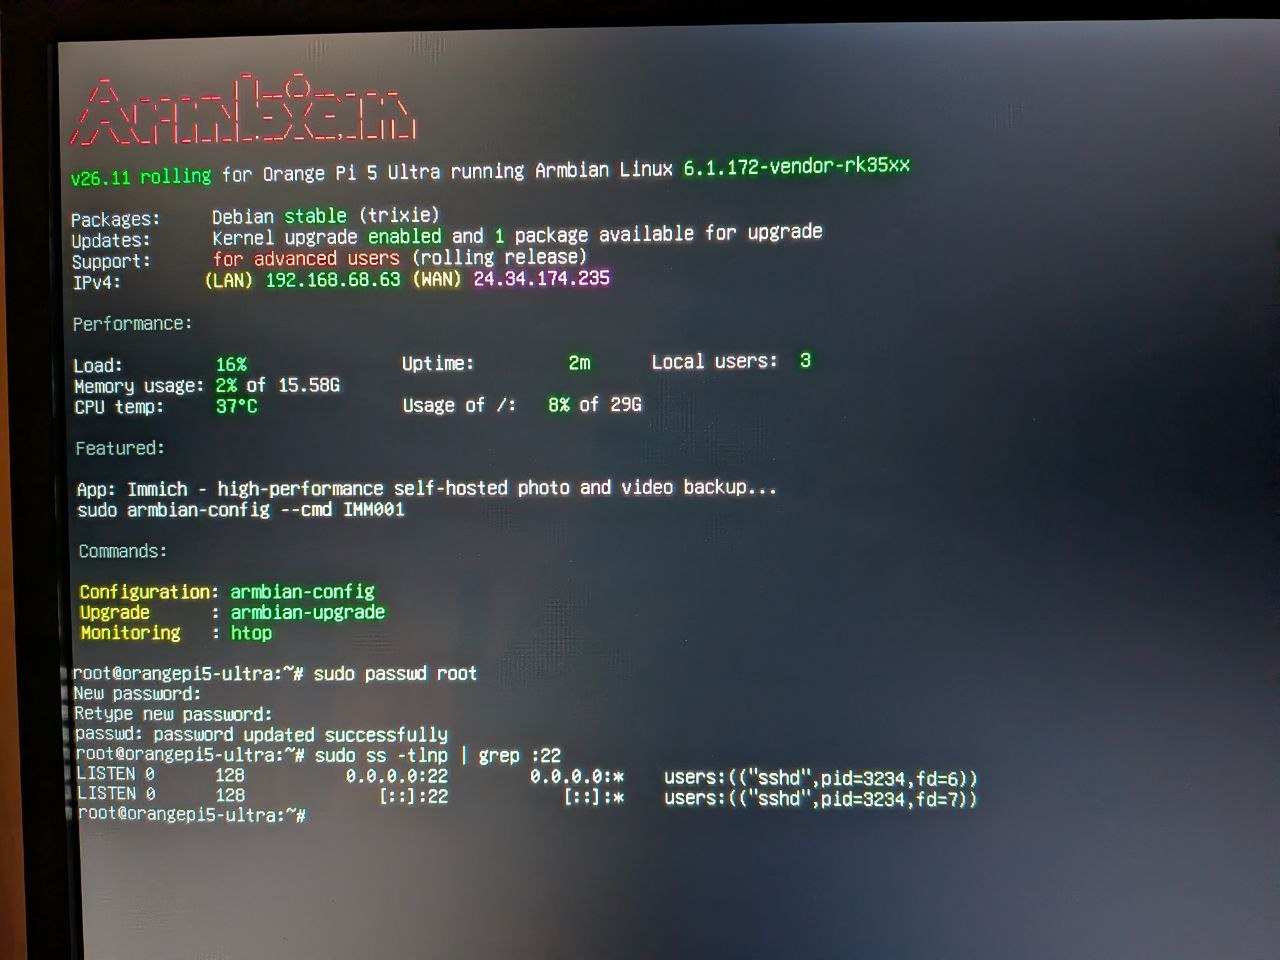 Armbian
v26.11 rolling for Orange Pi 5 Ultra running Armbian Linux 6.1.172-vendor-rk35xx
Packages: Debian stable (trixie)
Updates: Kernel upgrade enabled and 1 package available for upgrade
Support: for advanced users (rolling release)
IPv4: (LAN) 192.168.68.63 (WAN) 24.34.174.235
Performance:
Load: 16% Uptime: 2m Local users: 3
Memory usage: 2% of 15.58G
CPU temp: 37°C Usage of /: 8% of 29G
Featured:
App: Immich - high-performance self-hosted photo and video backup...
sudo armbian-config --cmd IMM001
Commands:
Configuration: armbian-config
Upgrade : armbian-upgrade
Monitoring : htop
root@orangepi5-ultra:~# sudo passwd root
New password:
Retype new password:
passwd: password updated successfully
root@orangepi5-ultra:~# sudo ss -tlnp | grep :22
LISTEN 0 128 0.0.0.0:22 0.0.0.0:* users:(("sshd",pid=3234,fd=6))
LISTEN 0 128 [::]:22 [::]:* users:(("sshd",pid=3234,fd=7))
root@orangepi5-ultra:~#